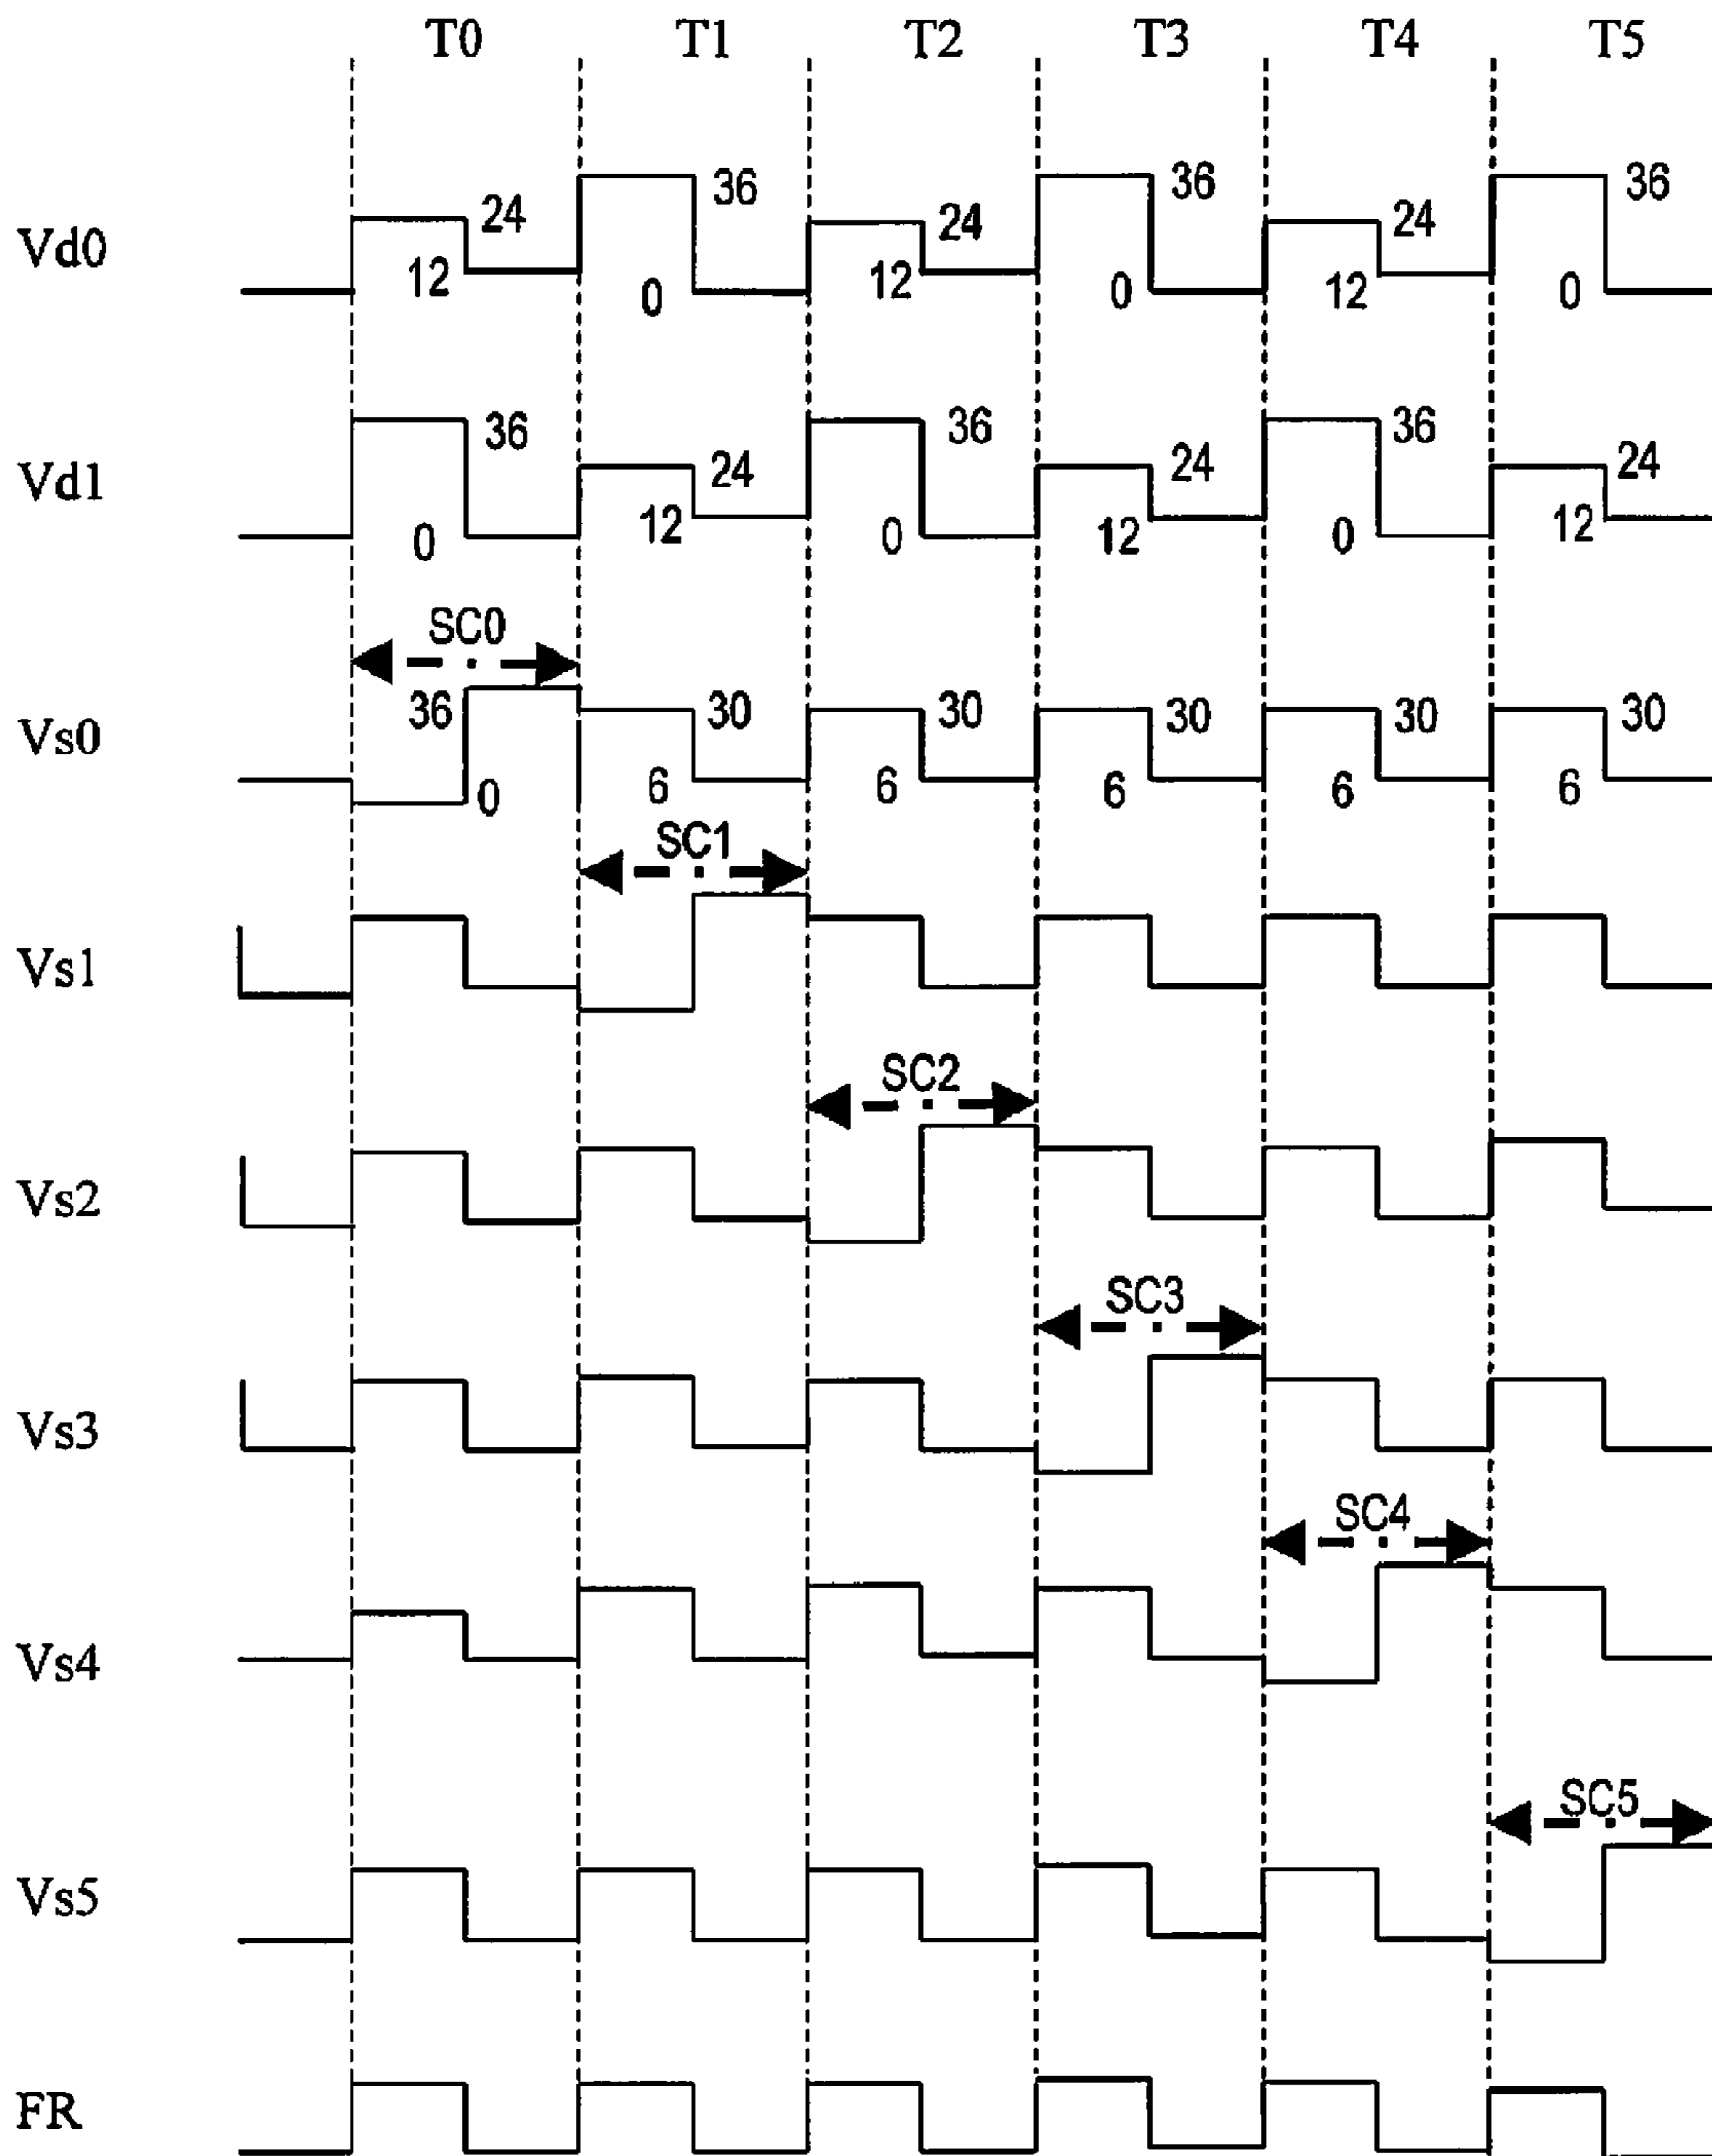 T0 T1 T2 T3 T4 T5
Vd0 24 12 36 0 24 12 36 0 24 12 36 0
Vd1 36 0 24 12 36 0 24 12 36 0 24 12
SC0
Vs0 36 0 30 6 30 6 30 6 30 6 30 6
SC1
Vs1
SC2
Vs2
SC3
Vs3
SC4
Vs4
SC5
Vs5
FR